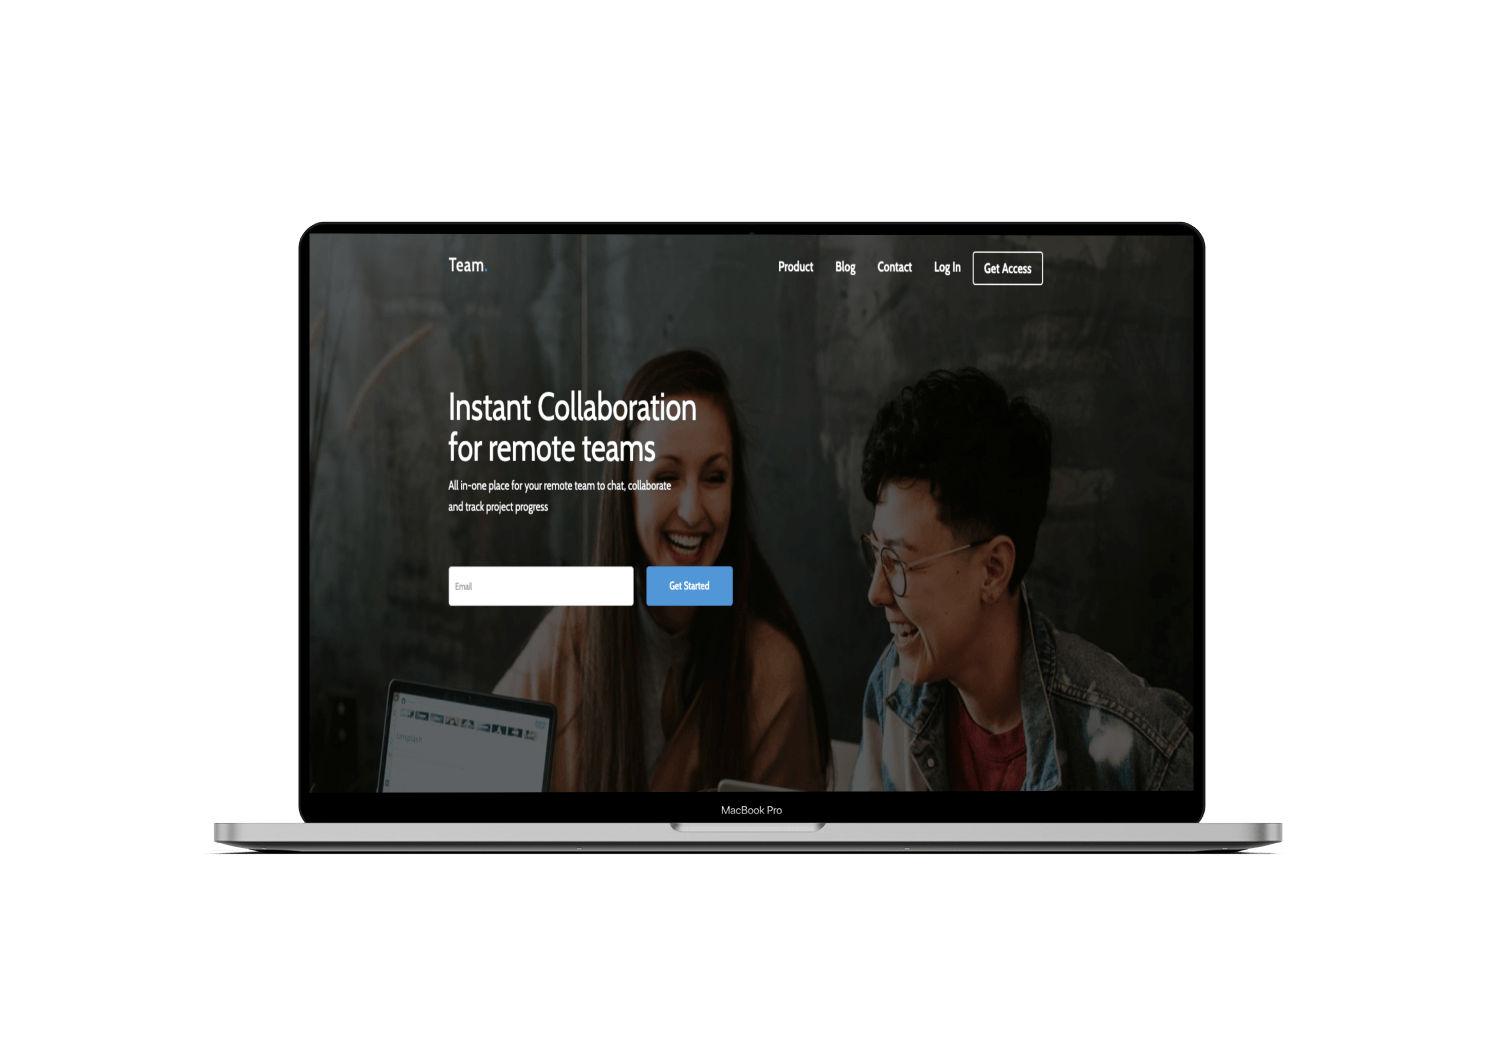 Team.
Product Blog Contact Log In Get Access
Instant Collaboration
for remote teams
All in-one place for your remote team to chat, collaborate
and track project progress
Email Get Started
unsplash
MacBook Pro